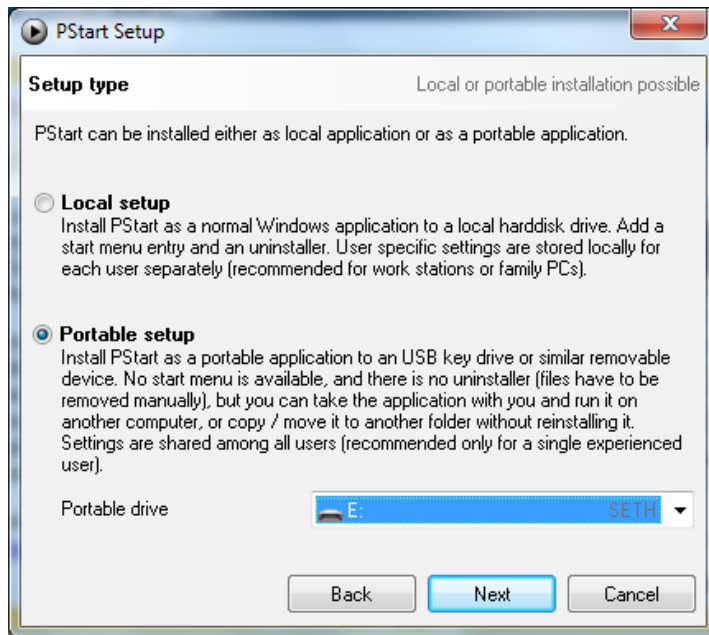 PStart Setup
Setup type
Local or portable installation possible
PStart can be installed either as local application or as a portable application.
Local setup
Install PStart as a normal Windows application to a local harddisk drive. Add a
start menu entry and an uninstaller. User specific settings are stored locally for
each user separately (recommended for work stations or family PCs).
Portable setup
Install PStart as a portable application to an USB key drive or similar removable
device. No start menu is available, and there is no uninstaller (files have to be
removed manually), but you can take the application with you and run it on
another computer, or copy / move it to another folder without reinstalling it.
Settings are shared among all users (recommended only for a single experienced
user).
Portable drive
E: SETH
Back
Next
Cancel